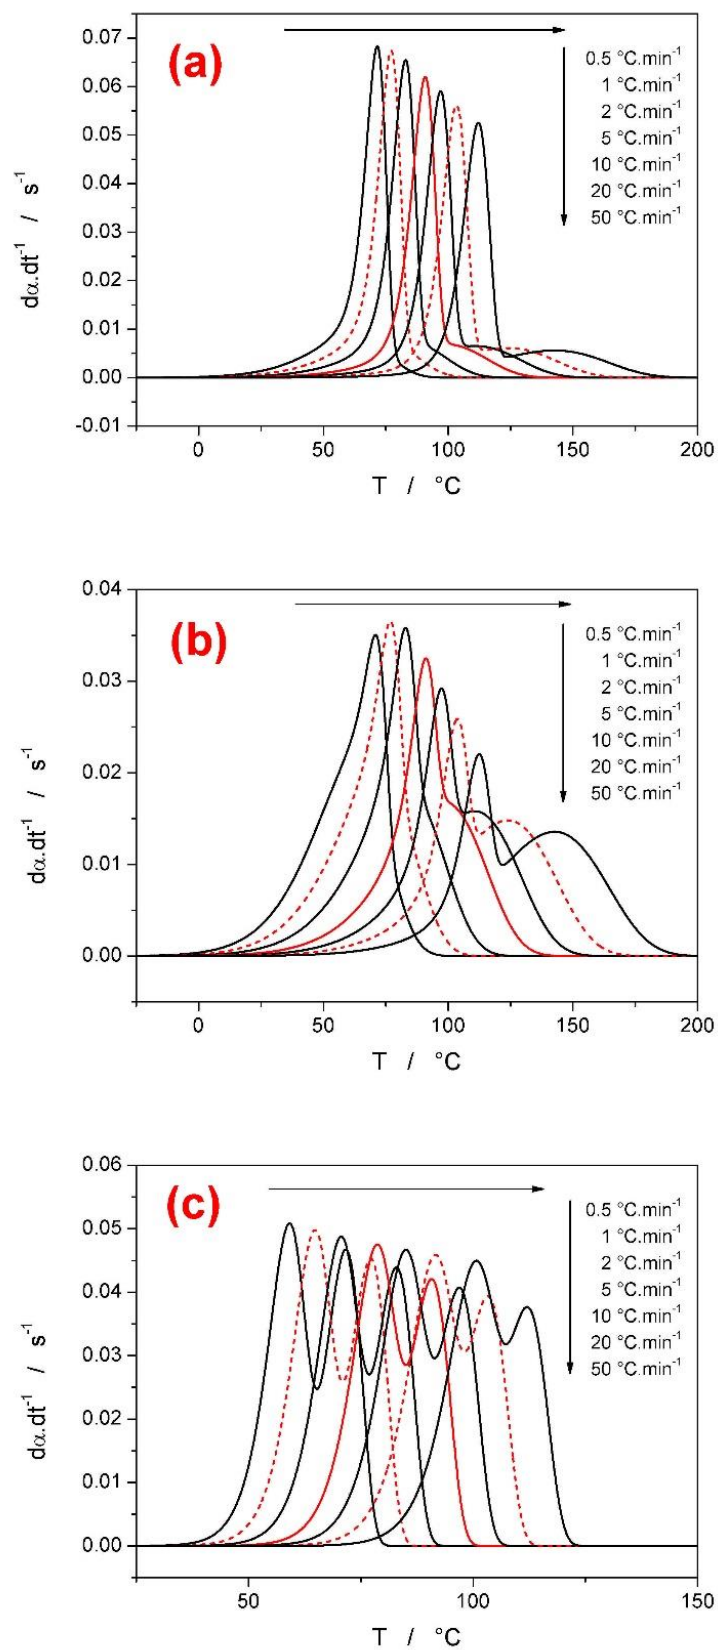 (a)
0.07
0.06
0.05
0.04
0.03
0.02
0.01
0.00
-0.01
dα.dt⁻¹ / s⁻¹
0.5 °C.min⁻¹
1 °C.min⁻¹
2 °C.min⁻¹
5 °C.min⁻¹
10 °C.min⁻¹
20 °C.min⁻¹
50 °C.min⁻¹
0 50 100 150 200
T / °C
(b)
0.04
0.03
0.02
0.01
0.00
dα.dt⁻¹ / s⁻¹
0.5 °C.min⁻¹
1 °C.min⁻¹
2 °C.min⁻¹
5 °C.min⁻¹
10 °C.min⁻¹
20 °C.min⁻¹
50 °C.min⁻¹
0 50 100 150 200
T / °C
(c)
0.06
0.05
0.04
0.03
0.02
0.01
0.00
dα.dt⁻¹ / s⁻¹
0.5 °C.min⁻¹
1 °C.min⁻¹
2 °C.min⁻¹
5 °C.min⁻¹
10 °C.min⁻¹
20 °C.min⁻¹
50 °C.min⁻¹
50 100 150
T / °C